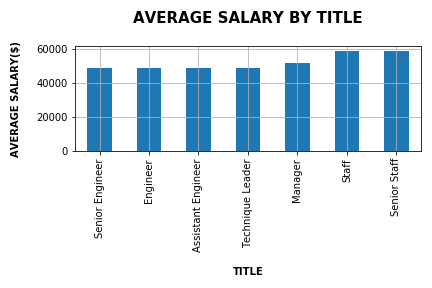 AVERAGE SALARY BY TITLE
AVERAGE SALARY($)
60000
40000
20000
0
Senior Engineer
Engineer
Assistant Engineer
Technique Leader
Manager
Staff
Senior Staff
TITLE